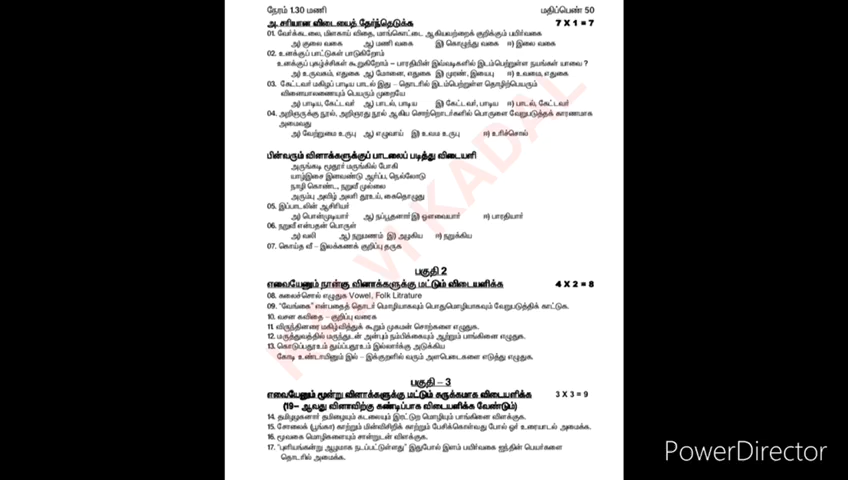 நேரம் 1.30 மணி மதிப்பெண் 50
அ. சரியான விடையைத் தேர்ந்தெடுக்க 7 X 1 = 7
01. வேர்க்கடலை, மிளகாய் விதை, மாங்கொட்டை ஆகியவற்றைக் குறிக்கும் பயிர்வகை
அ) குலை வகை ஆ) மணி வகை இ) கொழுந்து வகை ஈ) இலை வகை
02. உனக்குப் பாட்டுகள் பாடுகிறோம்
உனக்குப் புகழ்ச்சிகள் கூறுகிறோம் – பாரதியின் இவ்வடிகளில் இடம்பெற்றுள்ள நயங்கள் யாவை ?
அ) உருவகம், எதுகை ஆ) மோனை, எதுகை இ) முரண், இயைபு ஈ) உவமை, எதுகை
03. கேட்டவர் மகிழப் பாடிய பாடல் இது – தொடரில் இடம்பெற்றுள்ள தொழிற்பெயரும்
வினையாலணையும் பெயரும் முறையே
அ) பாடிய, கேட்டவர் ஆ) பாடல், பாடிய இ) கேட்டவர், பாடிய ஈ) பாடல், கேட்டவர்
04. அறிஞருக்கு நூல், அறிஞரது நூல் ஆகிய சொற்றொடர்களில் பொருளை வேறுபடுத்தக் காரணமாக
அமைவது
அ) வேற்றுமை உருபு ஆ) எழுவாய் இ) உவம உருபு ஈ) உரிச்சொல்
பின்வரும் வினாக்களுக்குப் பாடலைப் படித்து விடையளி
அருங்கடி மூதூர் மருங்கில் போகி
யாழ்இசை இனவண்டு ஆர்ப்ப, நெல்லோடு
நாழி கொண்ட, நறுவீ முல்லை
அரும்பு அவிழ் அலரி தூஉய், கைதொழுது
05. இப்பாடலின் ஆசிரியர்
அ) பொன்முடியார் ஆ) நப்பூதனார் இ) ஔவையார் ஈ) பாரதியார்
06. நறுவீ என்பதன் பொருள்
அ) வலி ஆ) நறுமணம் இ) அழகிய ஈ) நறுக்கிய
07. கொய்த வீ – இலக்கணக் குறிப்பு தருக
பகுதி 2
எவையேனும் நான்கு வினாக்களுக்கு மட்டும் விடையளிக்க 4 X 2 = 8
08. கலைச்சொல் எழுதுக Vowel, Folk Litrature
09. "வேங்கை" என்பதைத் தொடர் மொழியாகவும் பொதுமொழியாகவும் வேறுபடுத்திக் காட்டுக.
10. வசன கவிதை – குறிப்பு வரைக
11. விருந்தினரை மகிழ்வித்துக் கூறும் முகமன் சொற்களை எழுதுக.
12. மருத்துவத்தில் மருந்துடன் அன்பும் நம்பிக்கையும் ஆற்றும் பாங்கினை எழுதுக.
13. கொடுப்பதூஉம் துய்ப்பதூஉம் இல்லார்க்கு அடுக்கிய
கோடி உண்டாயினும் இல் – இக்குறளில் வரும் அளபெடைகளை எடுத்து எழுதுக.
பகுதி – 3
எவையேனும் மூன்று வினாக்களுக்கு மட்டும் சுருக்கமாக விடையளிக்க 3 X 3 = 9
(19– ஆவது வினாவிற்கு கண்டிப்பாக விடையளிக்க வேண்டும்)
14. தமிழழகனார் தமிழையும் கடலையும் இரட்டுற மொழியும் பாங்கினை விளக்குக.
15. சோலைக் (பூங்கா) காற்றும் மின்விசிறிக் காற்றும் பேசிக்கொள்வது போல் ஓர் உரையாடல் அமைக்க.
16. மூவகை மொழிகளையும் சான்றுடன் விளக்குக.
17. "புளியங்கன்று ஆழமாக நடப்பட்டுள்ளது" இதுபோல் இளம் பயிர்வகை ஐந்தின் பெயர்களை
தொடரில் அமைக்க.
KADAL
PowerDirector